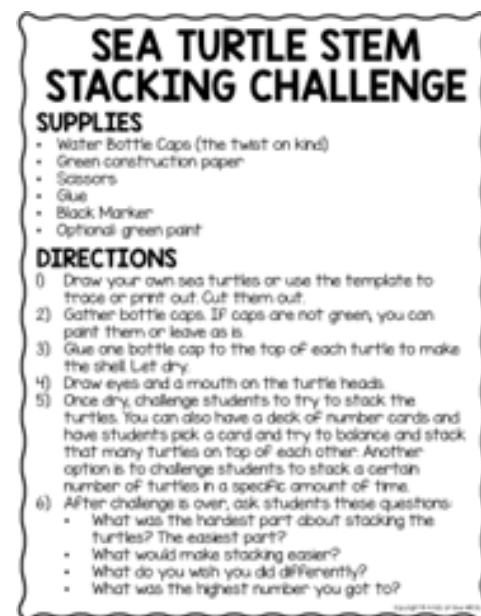 SEA TURTLE STEM
STACKING CHALLENGE
SUPPLIES
• Water Bottle Caps (the twist on kind)
• Green construction paper
• Scissors
• Glue
• Black Marker
• Optional: green paint
DIRECTIONS
1) Draw your own sea turtles or use the template to
trace or print out. Cut them out.
2) Gather bottle caps. IF caps are not green, you can
paint them or leave as is.
3) Glue one bottle cap to the top of each turtle to make
the shell. Let dry.
4) Draw eyes and a mouth on the turtle heads.
5) Once dry, challenge students to try to stack the
turtles. You can also have a deck of number cards and
have students pick a card and try to balance and stack
that many turtles on top of each other. Another
option is to challenge students to stack a certain
number of turtles in a specific amount of time.
6) After challenge is over, ask students these questions:
• What was the hardest part about stacking the
turtles? The easiest part?
• What would make stacking easier?
• What do you wish you did differently?
• What was the highest number you got to?